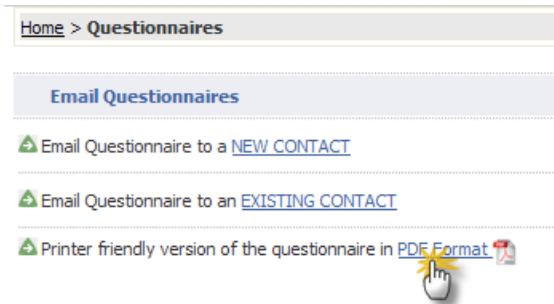 Home > Questionnaires
Email Questionnaires
Email Questionnaire to a NEW CONTACT
Email Questionnaire to an EXISTING CONTACT
Printer friendly version of the questionnaire in PDF Format